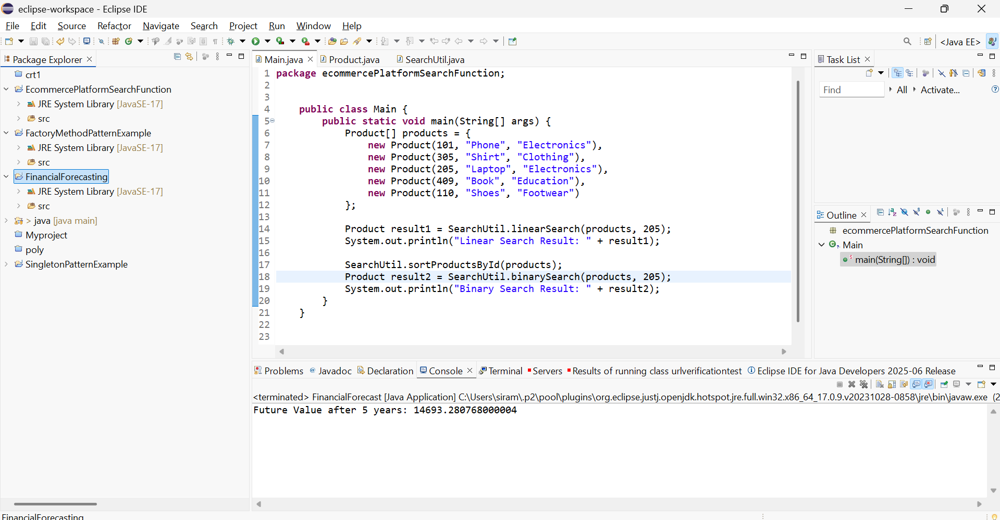 eclipse-workspace - Eclipse IDE
File Edit Source Refactor Navigate Search Project Run Window Help
<Java EE>
Package Explorer
crt1
EcommercePlatformSearchFunction
JRE System Library [JavaSE-17]
src
FactoryMethodPatternExample
JRE System Library [JavaSE-17]
src
FinancialForecasting
JRE System Library [JavaSE-17]
src
> java [java main]
Myproject
poly
SingletonPatternExample
Main.java Product.java SearchUtil.java
1 package ecommercePlatformSearchFunction;
2
3
4 public class Main {
5 public static void main(String[] args) {
6 Product[] products = {
7 new Product(101, "Phone", "Electronics"),
8 new Product(305, "Shirt", "Clothing"),
9 new Product(205, "Laptop", "Electronics"),
10 new Product(409, "Book", "Education"),
11 new Product(110, "Shoes", "Footwear")
12 };
13
14 Product result1 = SearchUtil.linearSearch(products, 205);
15 System.out.println("Linear Search Result: " + result1);
16
17 SearchUtil.sortProductsById(products);
18 Product result2 = SearchUtil.binarySearch(products, 205);
19 System.out.println("Binary Search Result: " + result2);
20 }
21 }
22
23
Task List
Find All Activate...
Outline
ecommercePlatformSearchFunction
Main
main(String[]) : void
Problems Javadoc Declaration Console Terminal Servers Results of running class urlverificationtest Eclipse IDE for Java Developers 2025-06 Release
<terminated> FinancialForecast [Java Application] C:\Users\siram\.p2\pool\plugins\org.eclipse.justj.openjdk.hotspot.jre.full.win32.x86_64_17.0.9.v20231028-0858\jre\bin\javaw.exe (2
Future Value after 5 years: 14693.280768000004
FinancialForecasting